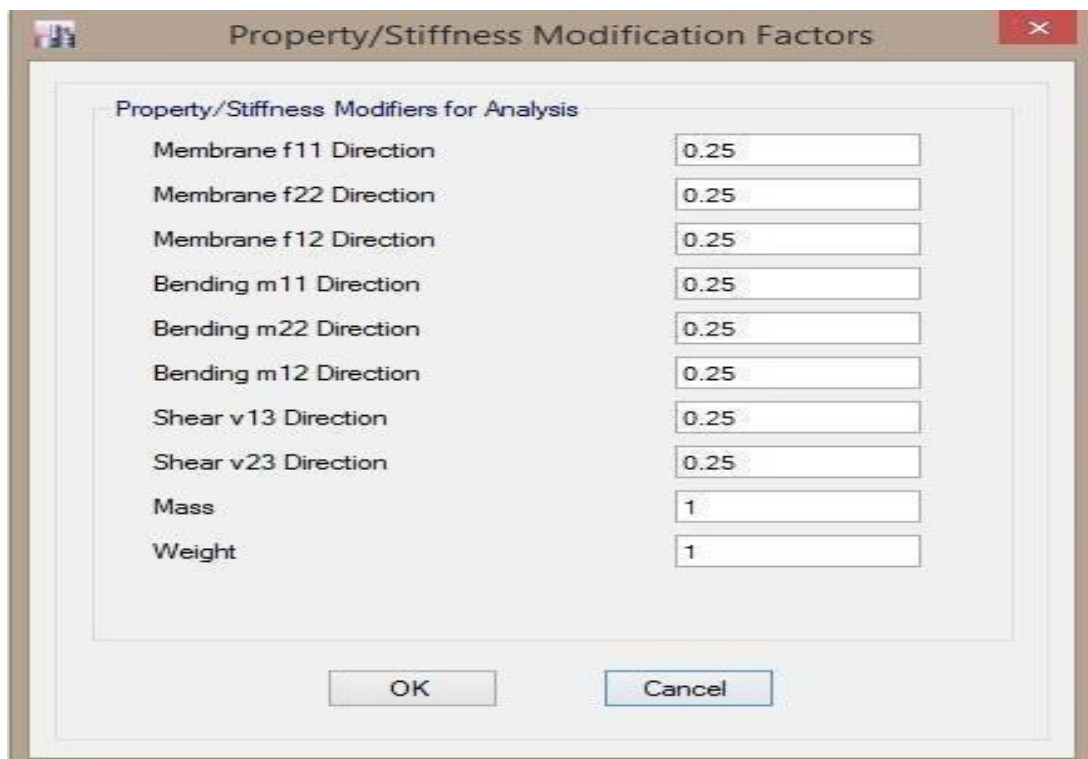 Property/Stiffness Modification Factors
Property/Stiffness Modifiers for Analysis
Membrane f11 Direction 0.25
Membrane f22 Direction 0.25
Membrane f12 Direction 0.25
Bending m11 Direction 0.25
Bending m22 Direction 0.25
Bending m12 Direction 0.25
Shear v13 Direction 0.25
Shear v23 Direction 0.25
Mass 1
Weight 1
OK Cancel